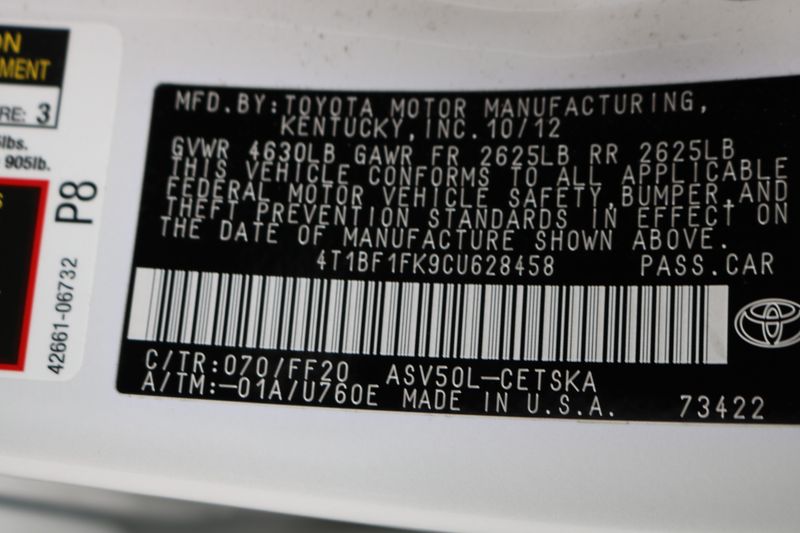 ON
MENT
RE: 3
lbs.
905lb.
P8
42661-06732
MFD.BY:TOYOTA MOTOR MANUFACTURING,
KENTUCKY, INC.10/12
GVWR 4630LB GAWR FR 2625LB RR 2625LB
THIS VEHICLE CONFORMS TO ALL APPLICABLE
FEDERAL MOTOR VEHICLE SAFETY,BUMPER,AND
THEFT PREVENTION STANDARDS IN EFFECT ON
THE DATE OF MANUFACTURE SHOWN ABOVE.
4T1BF1FK9CU628458 PASS.CAR
C/TR:070/FF20 ASV50L-CETSKA
A/TM:-01A/U760E MADE IN U.S.A. 73422